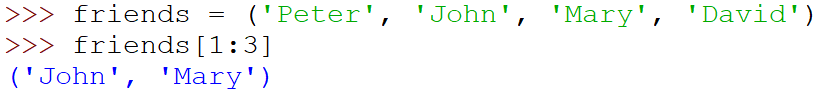 >>> friends = ('Peter', 'John', 'Mary', 'David')
>>> friends[1:3]
('John', 'Mary')